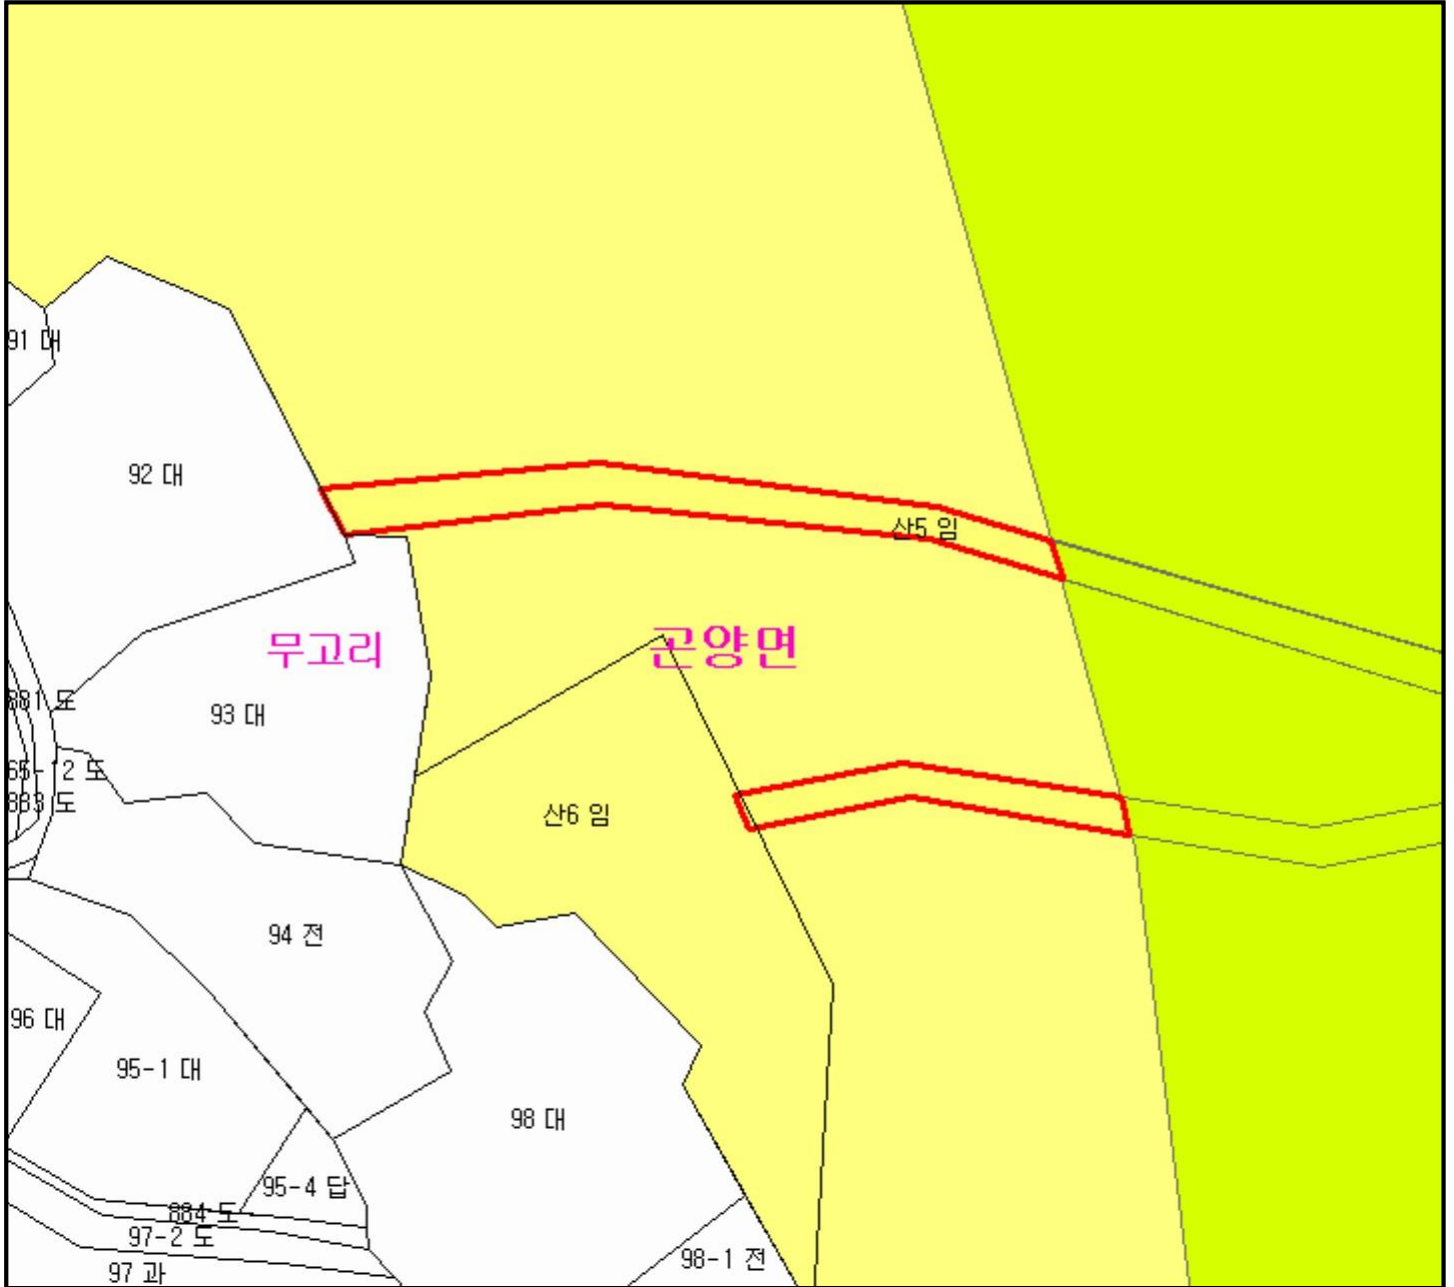 91 대
92 대
산5 임
무고리
곤양면
881 도
93 대
65-12 도
883 도
산6 임
94 전
96 대
95-1 대
98 대
95-4 답
884 도
97-2 도
98-1 전
97 과